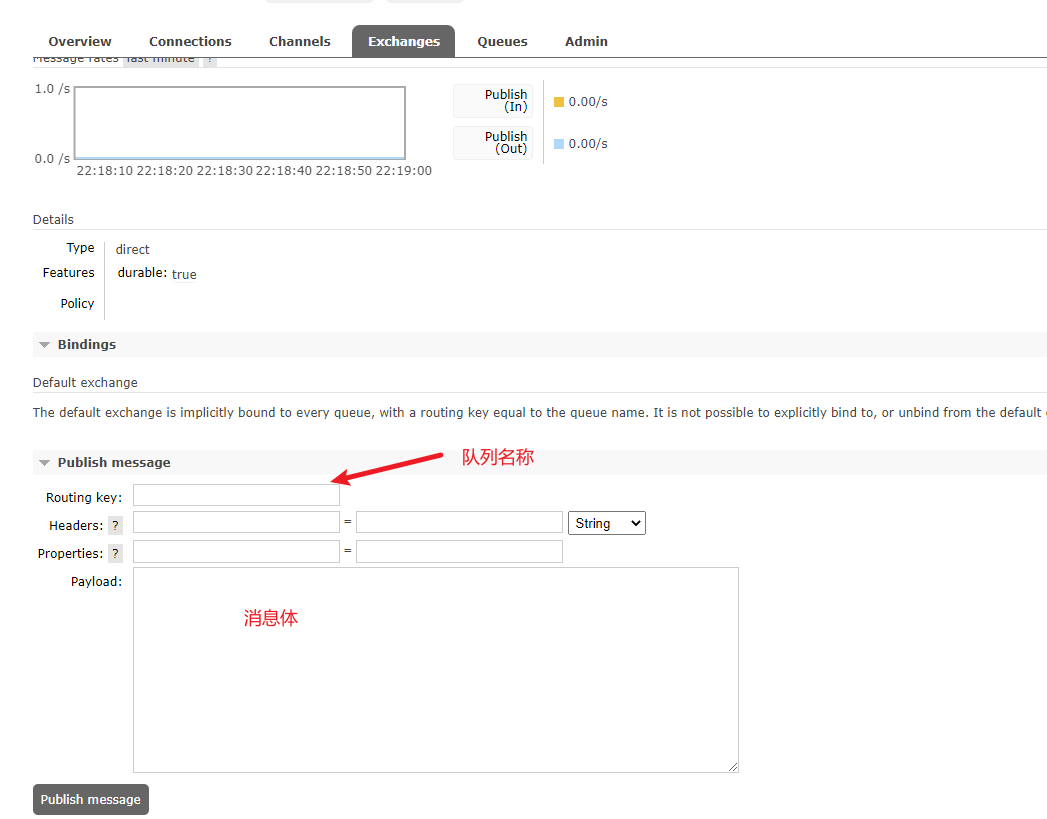 Overview Connections Channels Exchanges Queues Admin
Message rates last minute ?
1.0 /s
0.0 /s
22:18:10 22:18:20 22:18:30 22:18:40 22:18:50 22:19:00
Publish
(In)
0.00/s
Publish
(Out)
0.00/s
Details
Type direct
Features durable: true
Policy
Bindings
Default exchange
The default exchange is implicitly bound to every queue, with a routing key equal to the queue name. It is not possible to explicitly bind to, or unbind from the default
Publish message
队列名称
Routing key:
Headers: ? = String
Properties: ? =
Payload:
消息体
Publish message